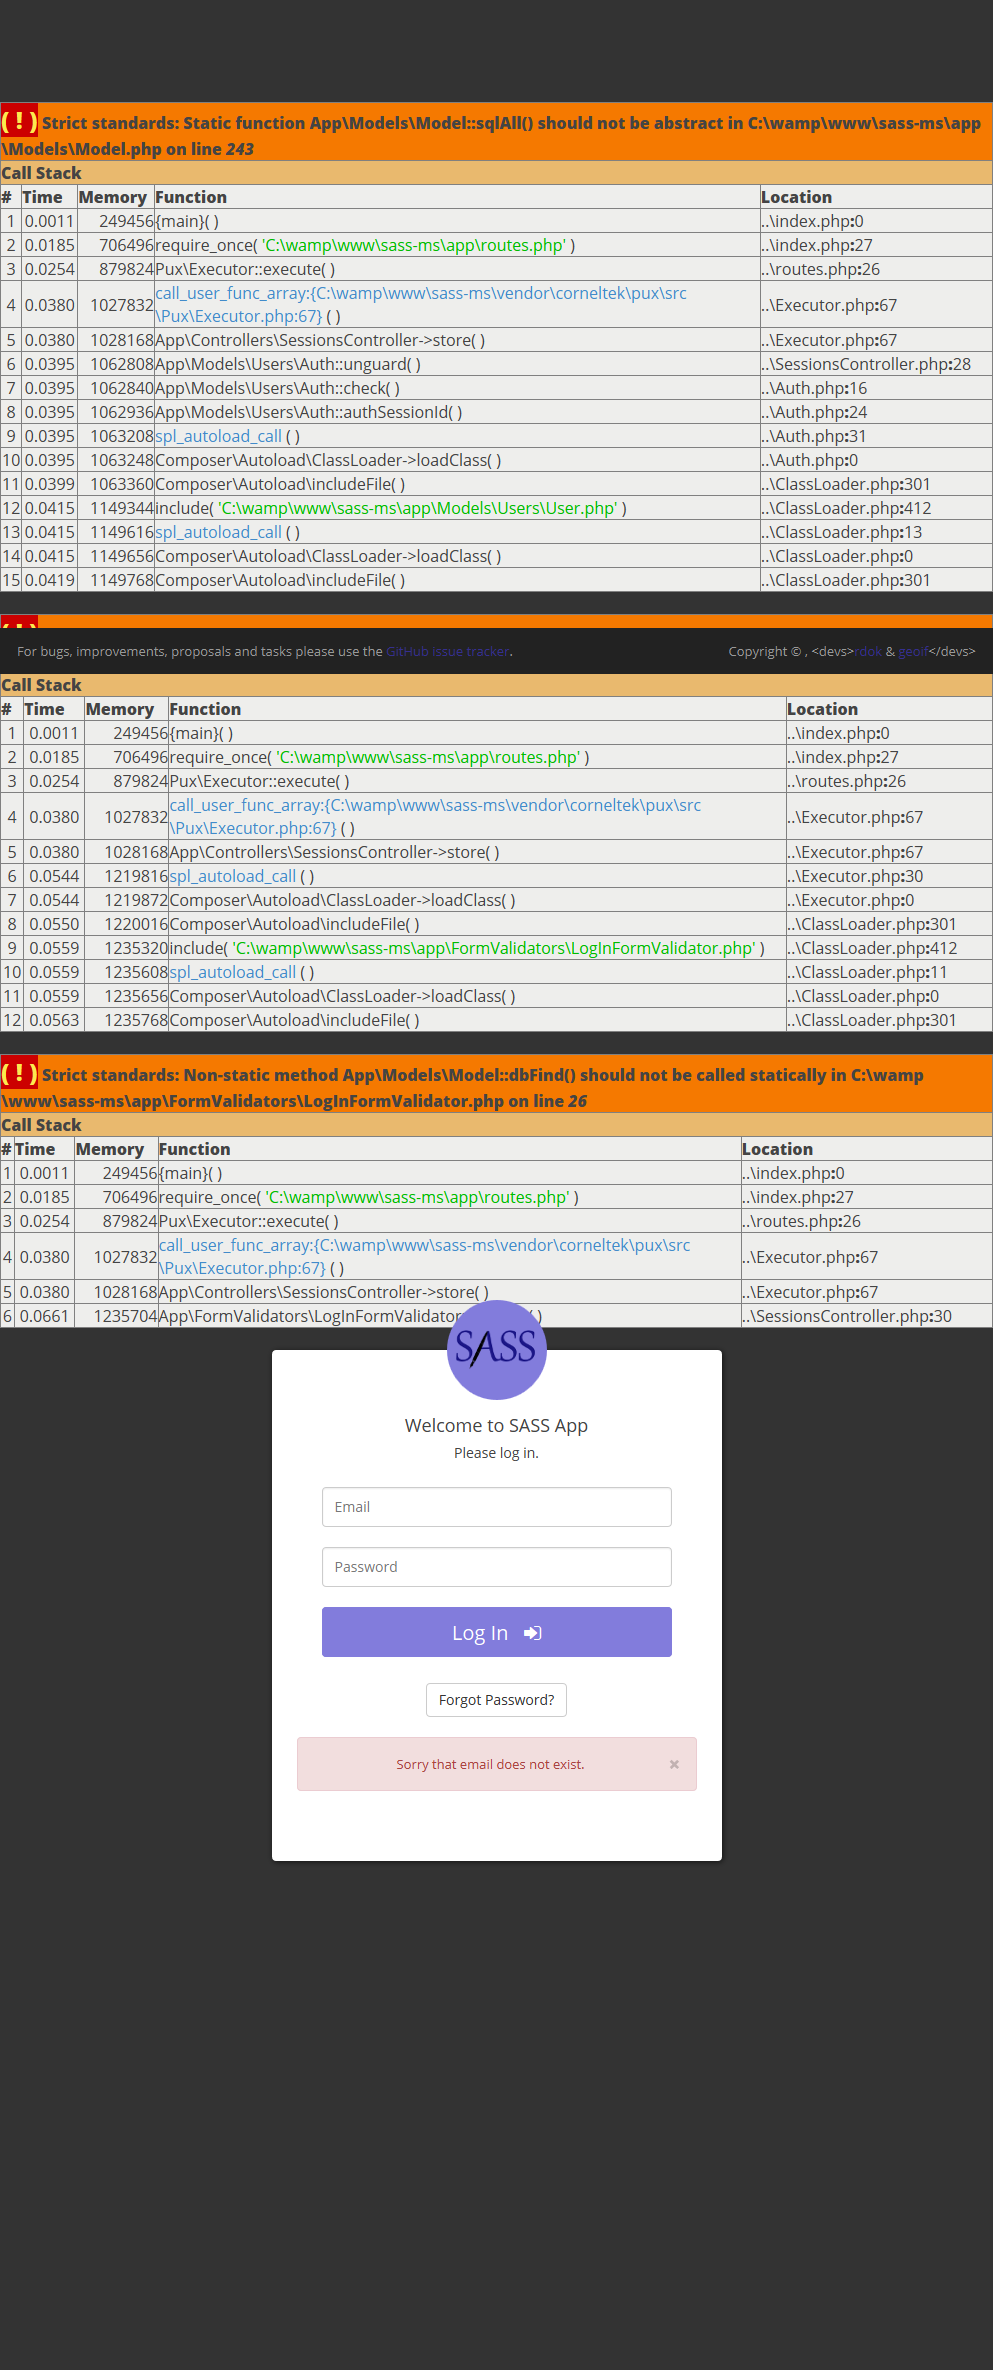 ( ! ) Strict standards: Static function App\Models\Model::sqlAll() should not be abstract in C:\wamp\www\sass-ms\app
\Models\Model.php on line 243
Call Stack
# Time Memory Function Location
1 0.0011 249456 {main}( ) ..\index.php:0
2 0.0185 706496 require_once( 'C:\wamp\www\sass-ms\app\routes.php' ) ..\index.php:27
3 0.0254 879824 Pux\Executor::execute( ) ..\routes.php:26
4 0.0380 1027832 call_user_func_array:{C:\wamp\www\sass-ms\vendor\corneltek\pux\src
\Pux\Executor.php:67} ( ) ..\Executor.php:67
5 0.0380 1028168 App\Controllers\SessionsController->store( ) ..\Executor.php:67
6 0.0395 1062808 App\Models\Users\Auth::unguard( ) ..\SessionsController.php:28
7 0.0395 1062840 App\Models\Users\Auth::check( ) ..\Auth.php:16
8 0.0395 1062936 App\Models\Users\Auth::authSessionId( ) ..\Auth.php:24
9 0.0395 1063208 spl_autoload_call ( ) ..\Auth.php:31
10 0.0395 1063248 Composer\Autoload\ClassLoader->loadClass( ) ..\Auth.php:0
11 0.0399 1063360 Composer\Autoload\includeFile( ) ..\ClassLoader.php:301
12 0.0415 1149344 include( 'C:\wamp\www\sass-ms\app\Models\Users\User.php' ) ..\ClassLoader.php:412
13 0.0415 1149616 spl_autoload_call ( ) ..\ClassLoader.php:13
14 0.0415 1149656 Composer\Autoload\ClassLoader->loadClass( ) ..\ClassLoader.php:0
15 0.0419 1149768 Composer\Autoload\includeFile( ) ..\ClassLoader.php:301
For bugs, improvements, proposals and tasks please use the GitHub issue tracker. Copyright © , <devs>rdok & geoif</devs>
Call Stack
# Time Memory Function Location
1 0.0011 249456 {main}( ) ..\index.php:0
2 0.0185 706496 require_once( 'C:\wamp\www\sass-ms\app\routes.php' ) ..\index.php:27
3 0.0254 879824 Pux\Executor::execute( ) ..\routes.php:26
4 0.0380 1027832 call_user_func_array:{C:\wamp\www\sass-ms\vendor\corneltek\pux\src
\Pux\Executor.php:67} ( ) ..\Executor.php:67
5 0.0380 1028168 App\Controllers\SessionsController->store( ) ..\Executor.php:67
6 0.0544 1219816 spl_autoload_call ( ) ..\Executor.php:30
7 0.0544 1219872 Composer\Autoload\ClassLoader->loadClass( ) ..\Executor.php:0
8 0.0550 1220016 Composer\Autoload\includeFile( ) ..\ClassLoader.php:301
9 0.0559 1235320 include( 'C:\wamp\www\sass-ms\app\FormValidators\LogInFormValidator.php' ) ..\ClassLoader.php:412
10 0.0559 1235608 spl_autoload_call ( ) ..\ClassLoader.php:11
11 0.0559 1235656 Composer\Autoload\ClassLoader->loadClass( ) ..\ClassLoader.php:0
12 0.0563 1235768 Composer\Autoload\includeFile( ) ..\ClassLoader.php:301
( ! ) Strict standards: Non-static method App\Models\Model::dbFind() should not be called statically in C:\wamp
\www\sass-ms\app\FormValidators\LogInFormValidator.php on line 26
Call Stack
# Time Memory Function Location
1 0.0011 249456 {main}( ) ..\index.php:0
2 0.0185 706496 require_once( 'C:\wamp\www\sass-ms\app\routes.php' ) ..\index.php:27
3 0.0254 879824 Pux\Executor::execute( ) ..\routes.php:26
4 0.0380 1027832 call_user_func_array:{C:\wamp\www\sass-ms\vendor\corneltek\pux\src
\Pux\Executor.php:67} ( ) ..\Executor.php:67
5 0.0380 1028168 App\Controllers\SessionsController->store( ) ..\Executor.php:67
6 0.0661 1235704 App\FormValidators\LogInFormValidator ) ..\SessionsController.php:30
SASS
Welcome to SASS App
Please log in.
Email
Password
Log In
Forgot Password?
Sorry that email does not exist. ×